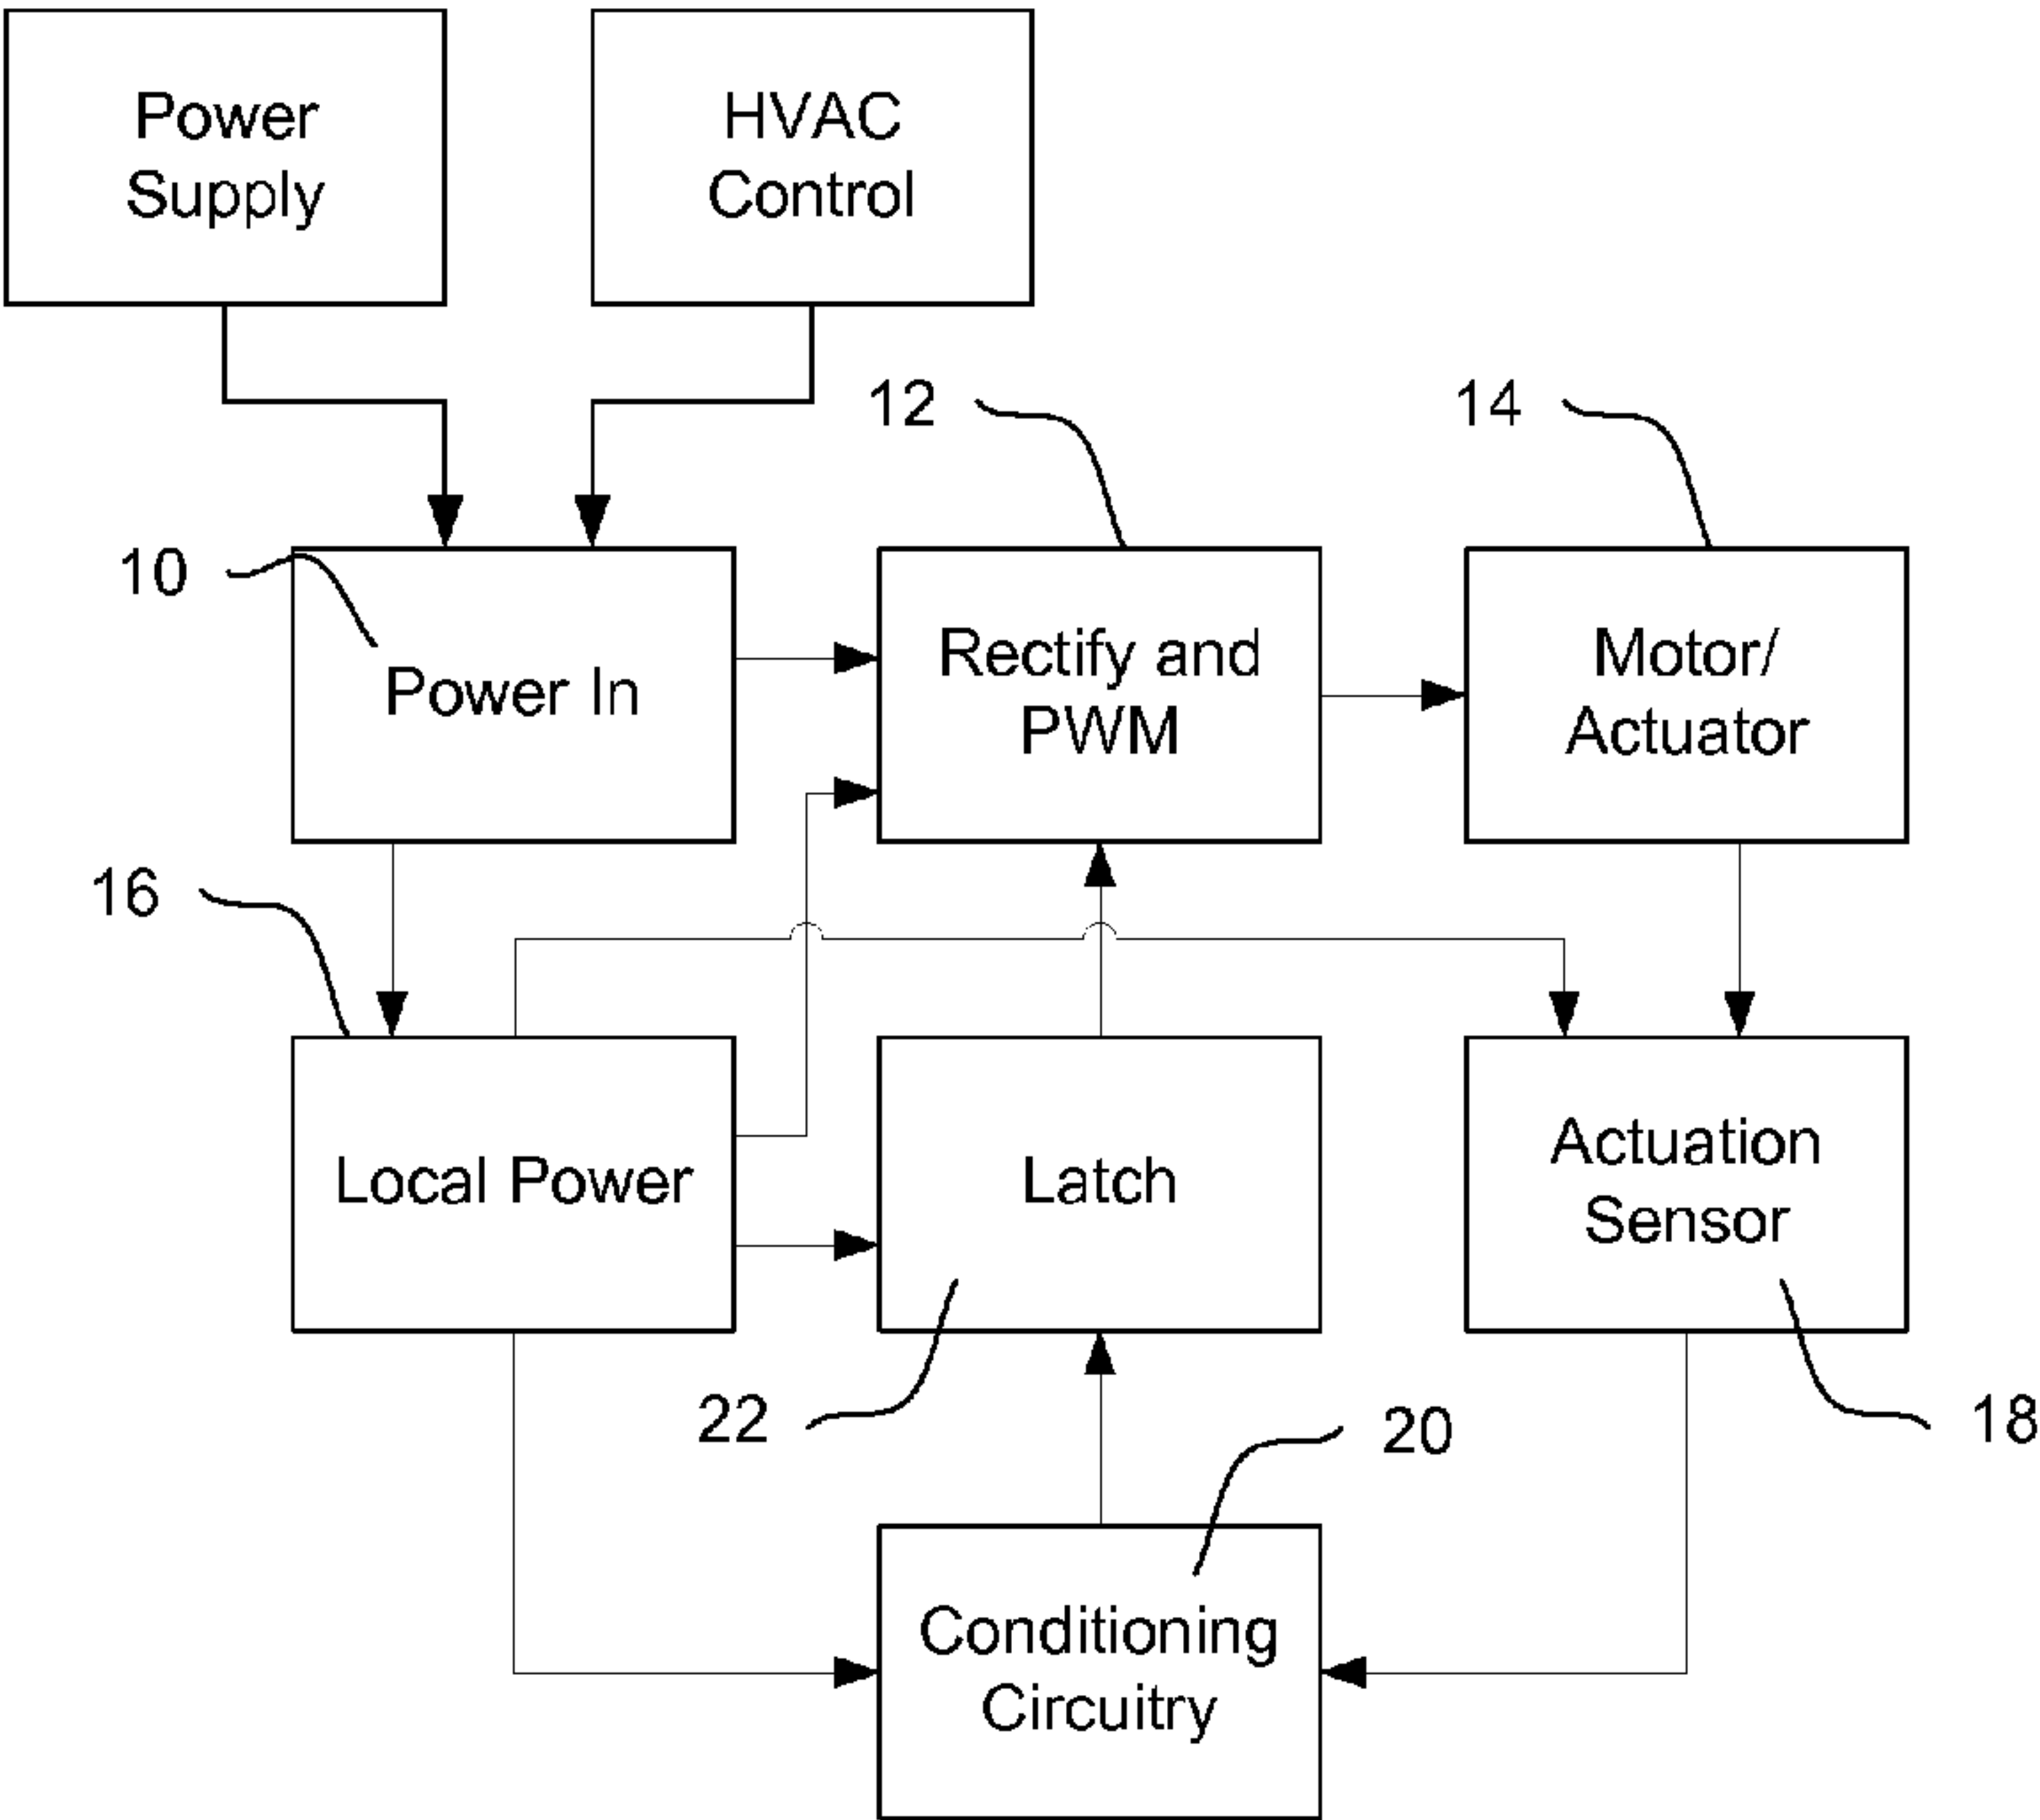 Power
Supply
HVAC
Control
12
14
10
Power In
Rectify and
PWM
Motor/
Actuator
16
Local Power
Latch
Actuation
Sensor
22
20
18
Conditioning
Circuitry